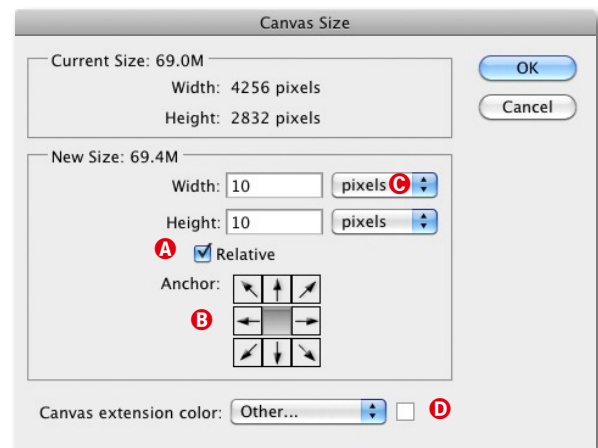 Canvas Size
Current Size: 69.0M
Width: 4256 pixels
Height: 2832 pixels
OK
Cancel
New Size: 69.4M
Width: 10 pixels C
Height: 10 pixels
A Relative
Anchor:
B
Canvas extension color: Other... D